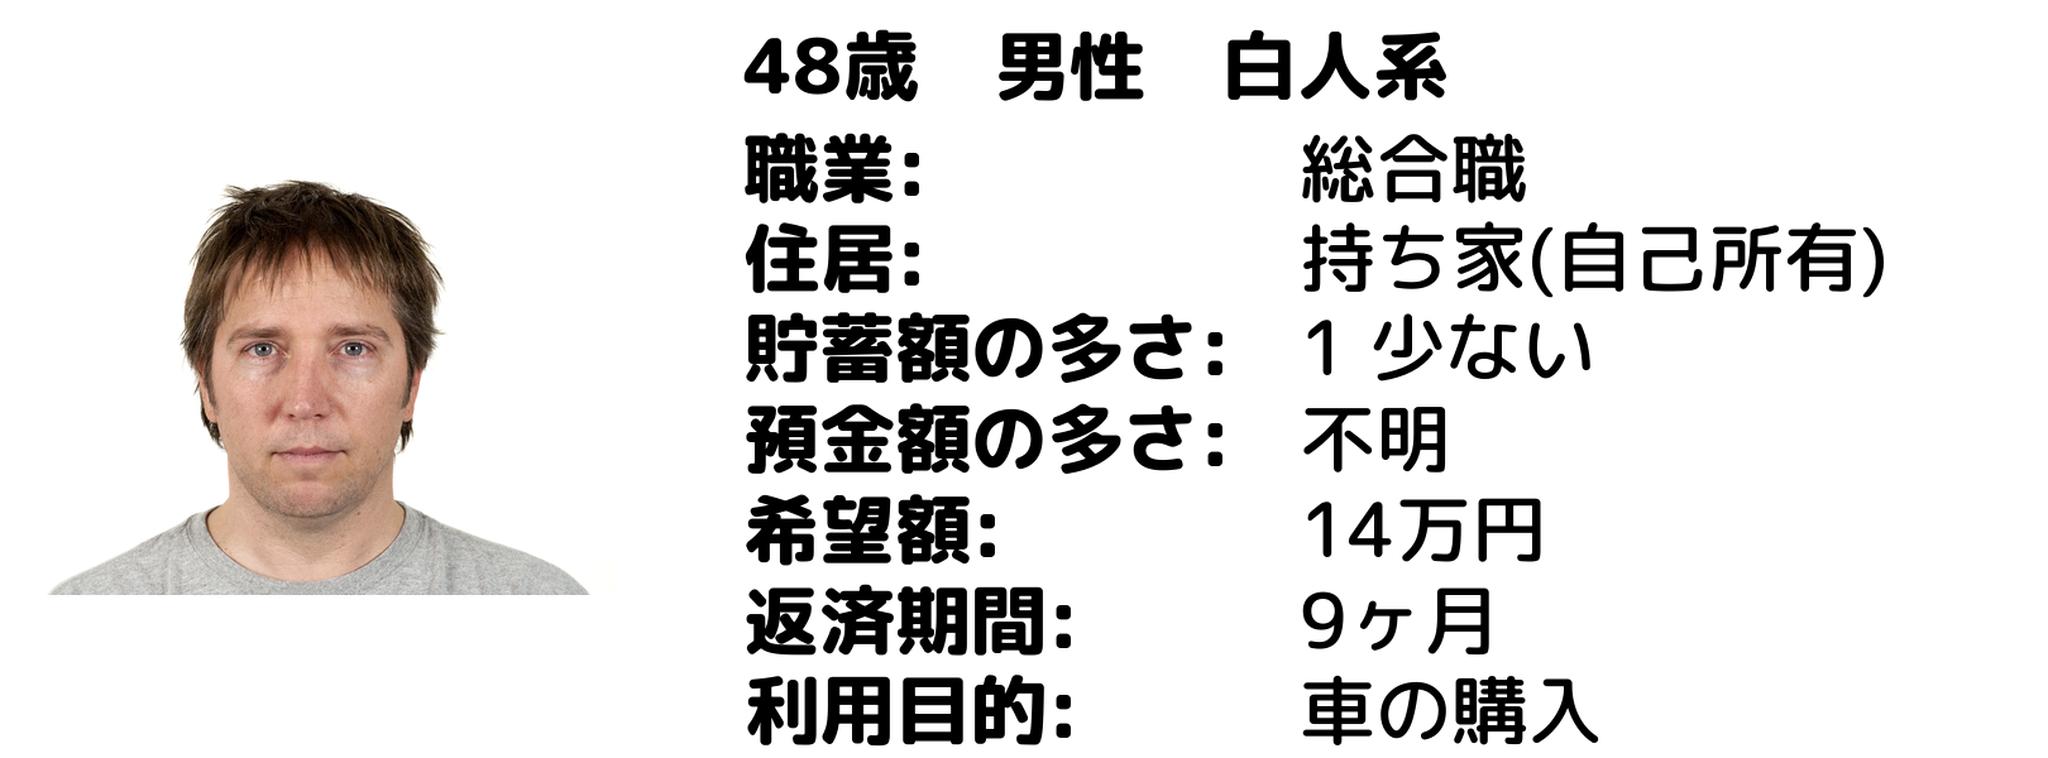 48歳　男性　白人系
職業: 総合職
住居: 持ち家(自己所有)
貯蓄額の多さ: 1 少ない
預金額の多さ: 不明
希望額: 14万円
返済期間: 9ヶ月
利用目的: 車の購入